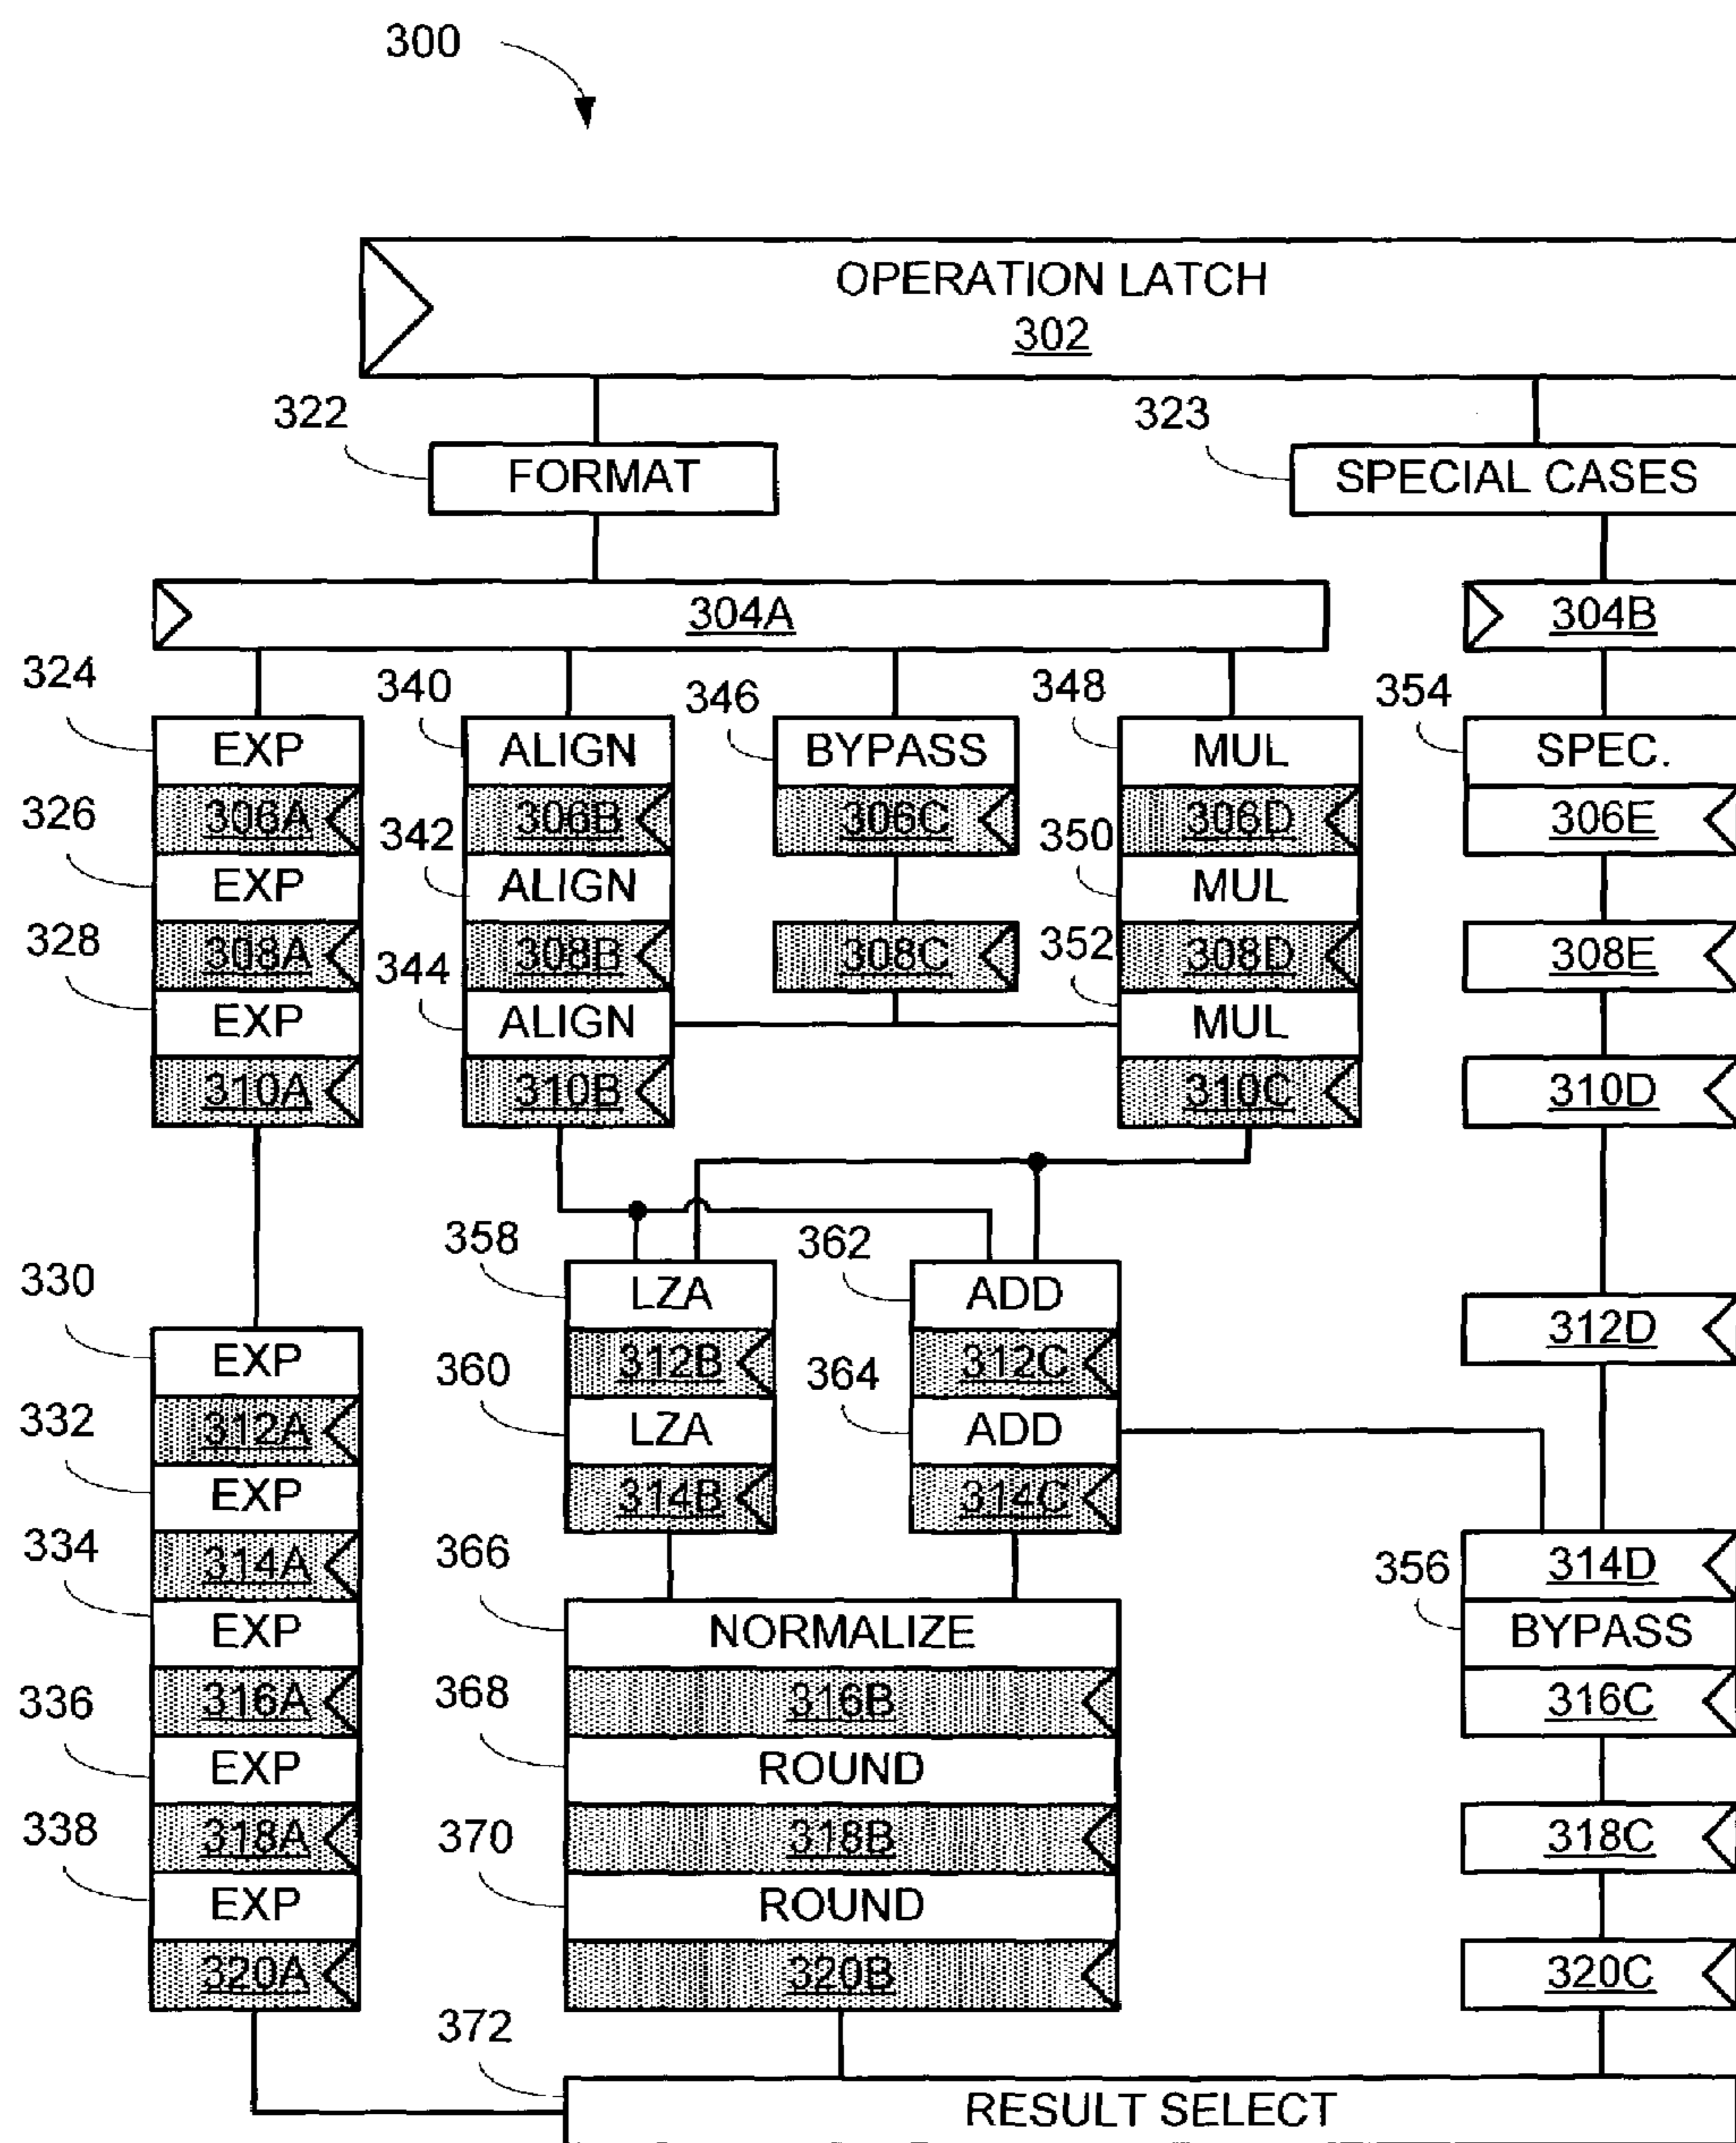 300
OPERATION LATCH
302
322
323
FORMAT
SPECIAL CASES
304A
304B
324
340
346
348
354
EXP
ALIGN
BYPASS
MUL
SPEC.
306A
306B
306C
306D
306E
326
342
350
EXP
ALIGN
MUL
308A
308B
308C
308D
308E
328
344
352
EXP
ALIGN
MUL
310A
310B
310C
310D
358
362
LZA
ADD
330
312B
312C
312D
EXP
360
364
LZA
ADD
312A
332
314B
314C
EXP
314A
314D
334
366
356
EXP
NORMALIZE
BYPASS
316A
316B
316C
336
368
EXP
ROUND
318A
318B
318C
338
370
EXP
ROUND
320A
320B
320C
372
RESULT SELECT